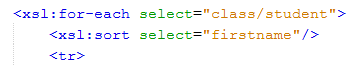 <xsl:for-each select="class/student">
<xsl:sort select="firstname"/>
<tr>